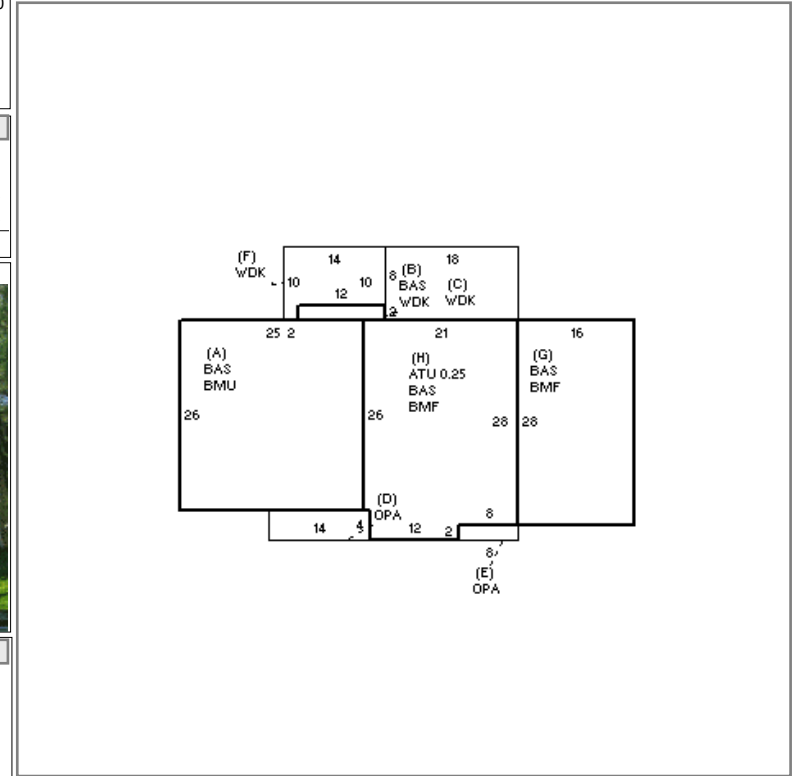 14
18
(F)
WDK
10
10
8
(B)
BAS
WDK
(C)
WDK
12
2
25 2
21
16
(A)
BAS
BMU
(H)
ATU 0.25
BAS
BMF
(G)
BAS
BMF
26
26
28
28
(D)
OPA
8
14
4
12
2
8
(E)
OPA